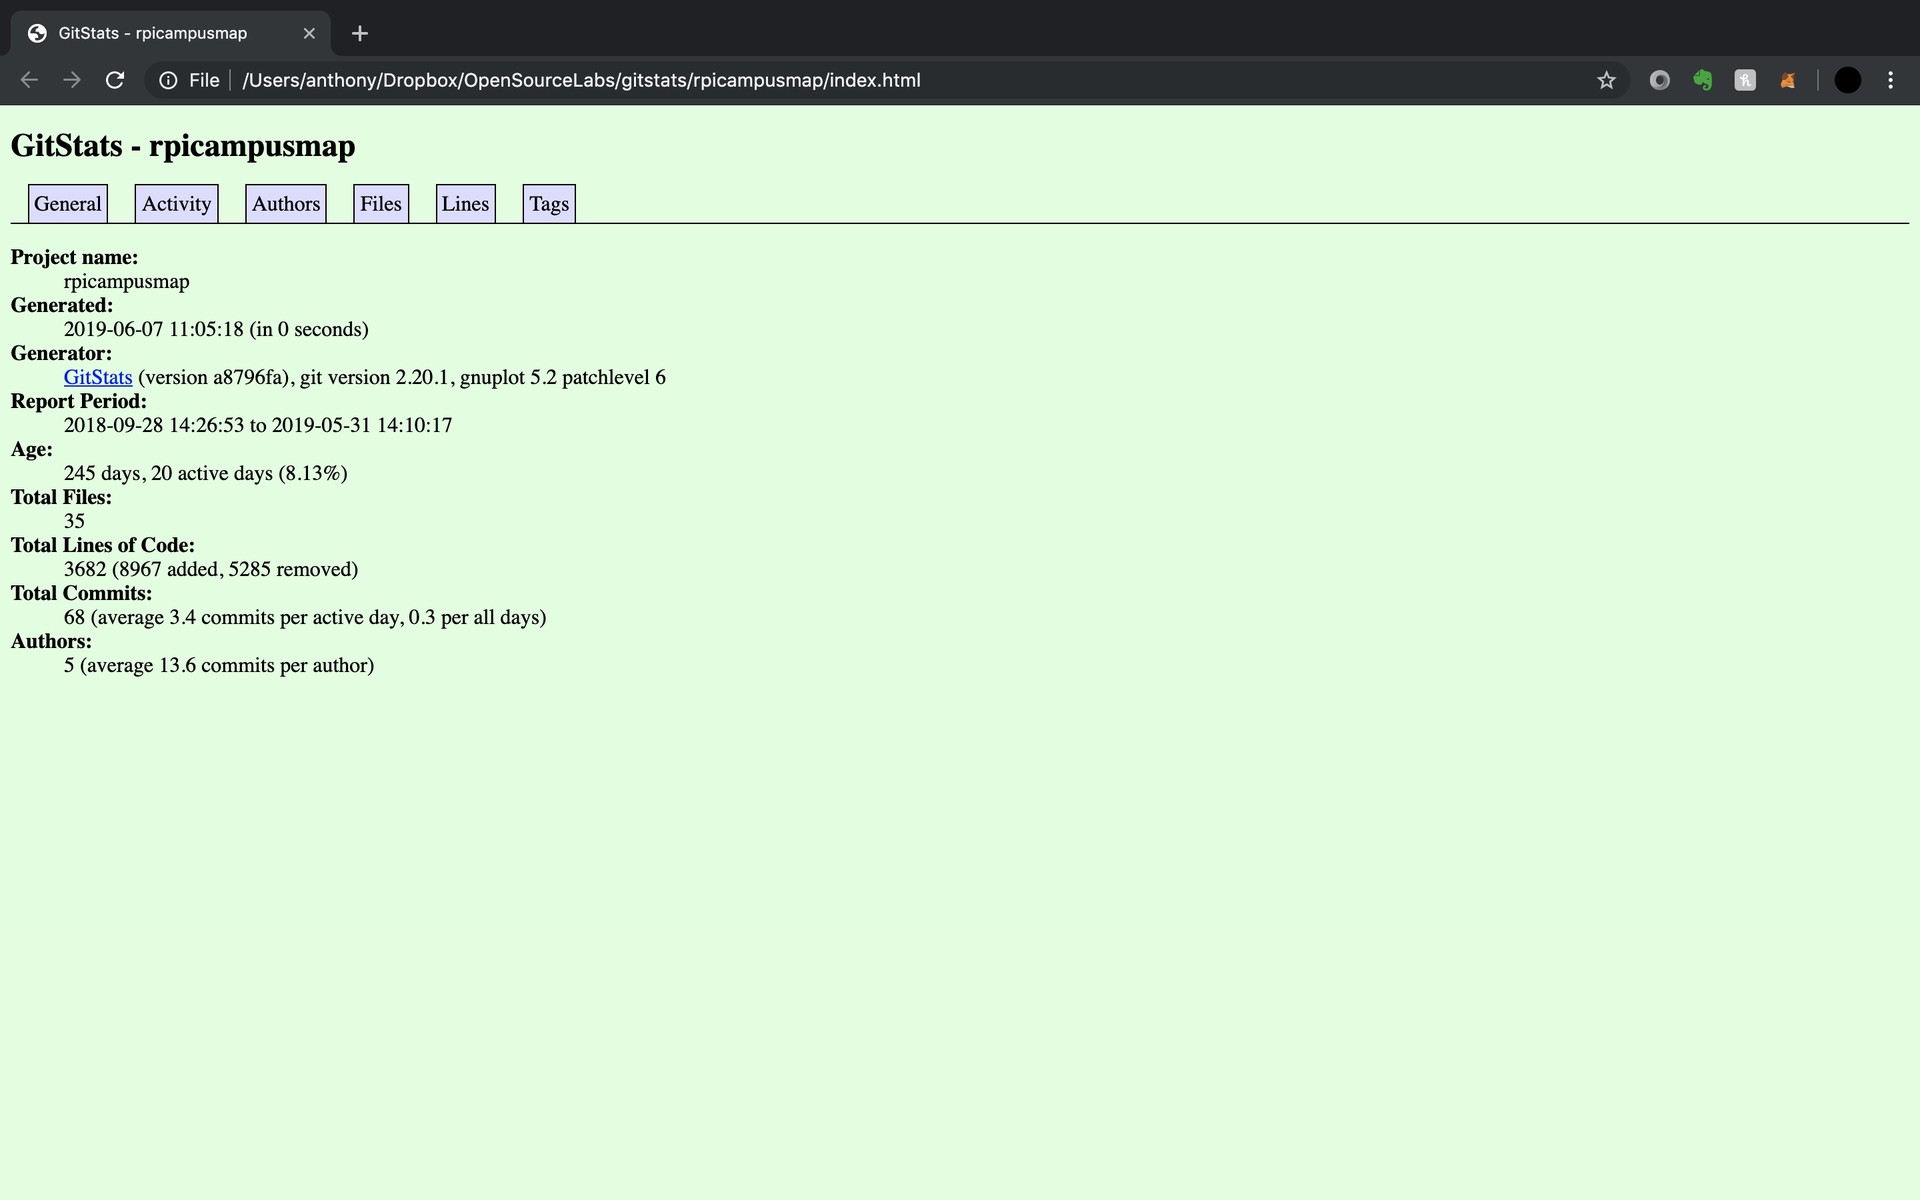 GitStats - rpicampusmap
File /Users/anthony/Dropbox/OpenSourceLabs/gitstats/rpicampusmap/index.html
GitStats - rpicampusmap
General Activity Authors Files Lines Tags
Project name:
rpicampusmap
Generated:
2019-06-07 11:05:18 (in 0 seconds)
Generator:
GitStats (version a8796fa), git version 2.20.1, gnuplot 5.2 patchlevel 6
Report Period:
2018-09-28 14:26:53 to 2019-05-31 14:10:17
Age:
245 days, 20 active days (8.13%)
Total Files:
35
Total Lines of Code:
3682 (8967 added, 5285 removed)
Total Commits:
68 (average 3.4 commits per active day, 0.3 per all days)
Authors:
5 (average 13.6 commits per author)